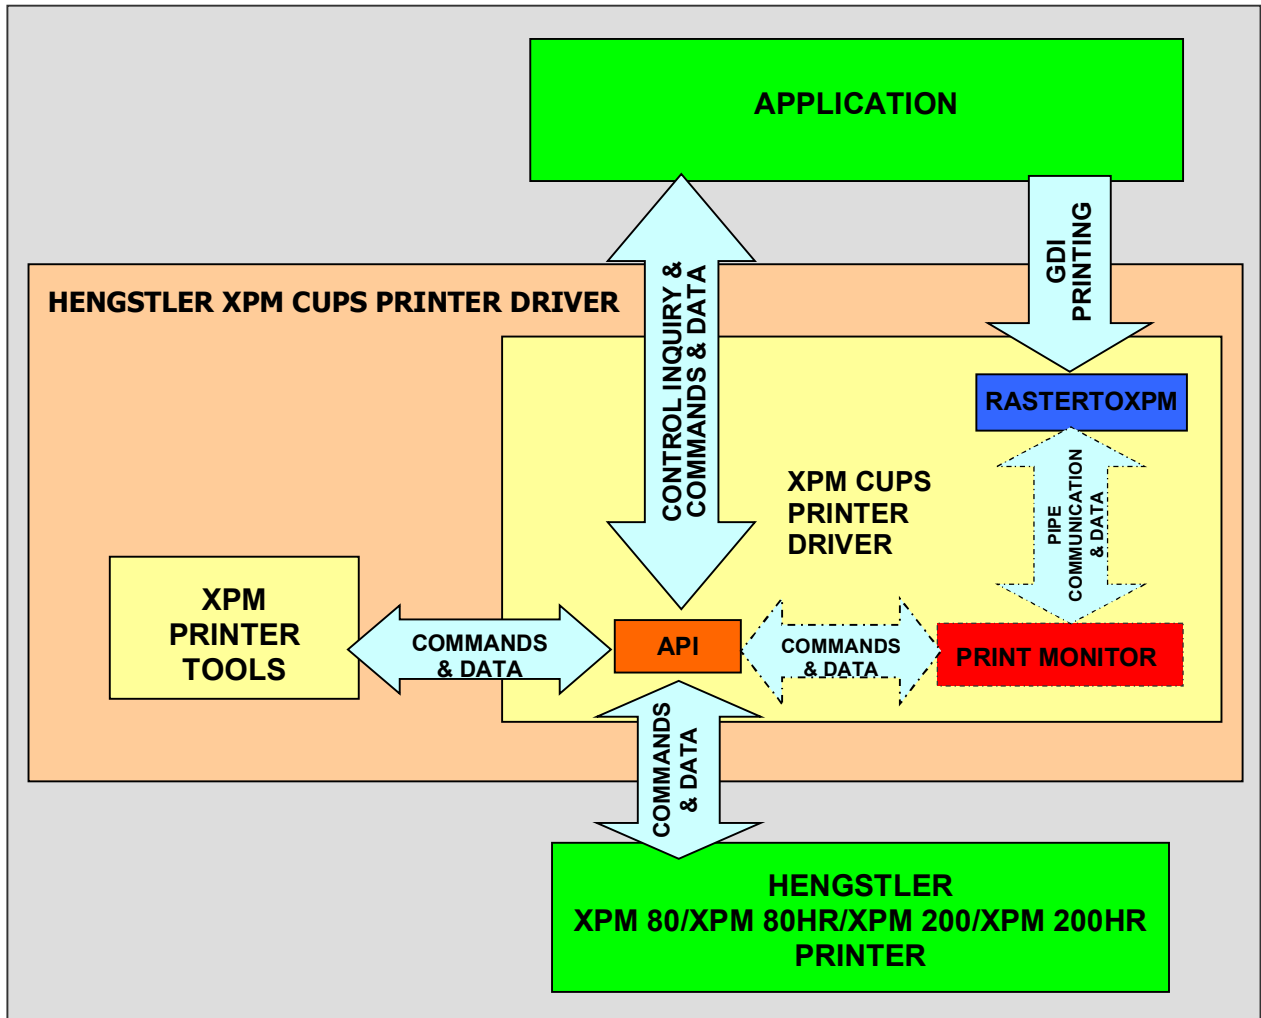 APPLICATION
GDI
PRINTING
CONTROL INQUIRY &
COMMANDS & DATA
HENGSTLER XPM CUPS PRINTER DRIVER
RASTERTOXPM
XPM CUPS
PRINTER
DRIVER
PIPE
COMMUNICATION
& DATA
XPM
PRINTER
TOOLS
COMMANDS
& DATA
API
COMMANDS
& DATA
PRINT MONITOR
COMMANDS
& DATA
HENGSTLER
XPM 80/XPM 80HR/XPM 200/XPM 200HR
PRINTER